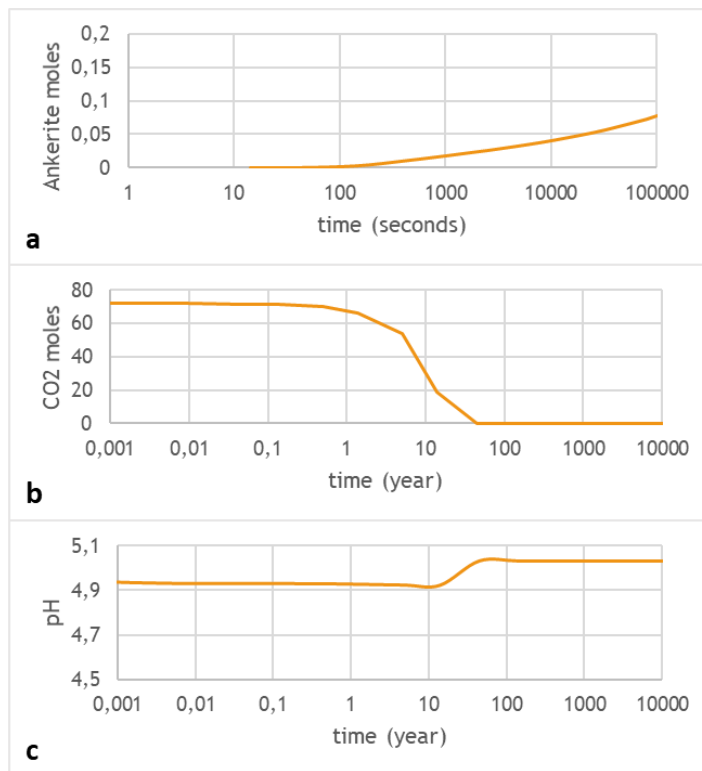 0,2
0,15
0,1
0,05
0
Ankerite moles
1 10 100 1000 10000 100000
time (seconds)
a
80
60
40
20
0
CO2 moles
0,001 0,01 0,1 1 10 100 1000 10000
time (year)
b
5,1
4,9
4,7
4,5
pH
0,001 0,01 0,1 1 10 100 1000 10000
time (year)
c